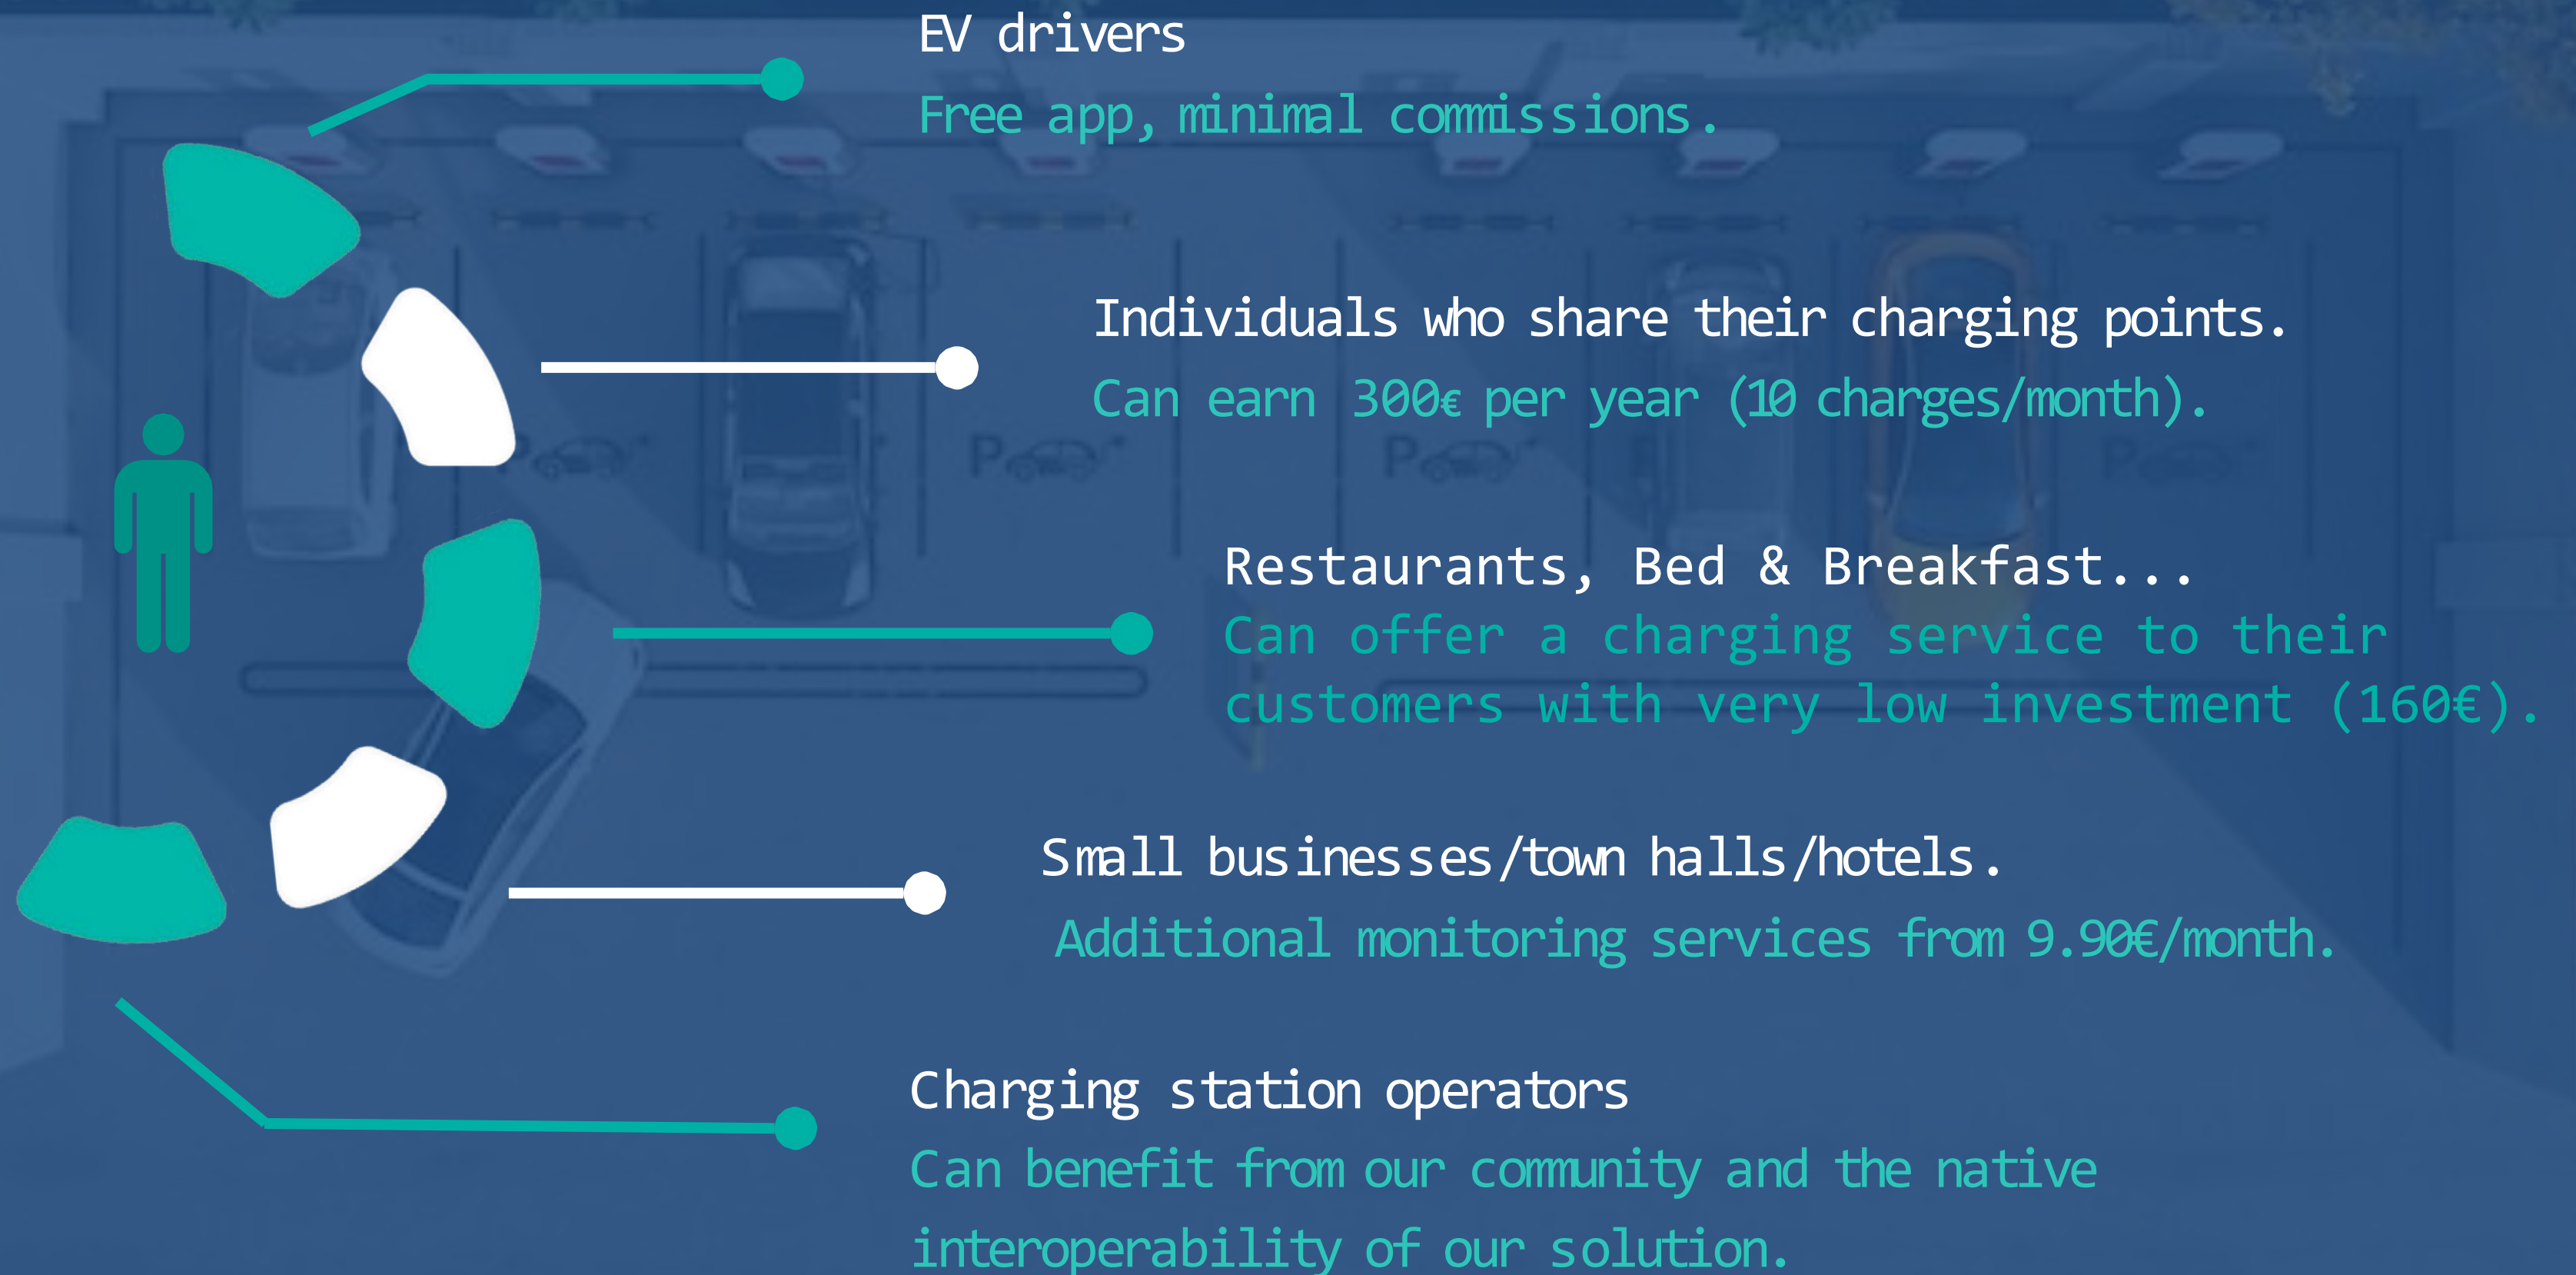 EV drivers
Free app, minimal commissions.
Individuals who share their charging points.
Can earn 300€ per year (10 charges/month).
Restaurants, Bed & Breakfast...
Can offer a charging service to their
customers with very low investment (160€).
Small businesses/town halls/hotels.
Additional monitoring services from 9.90€/month.
Charging station operators
Can benefit from our community and the native
interoperability of our solution.